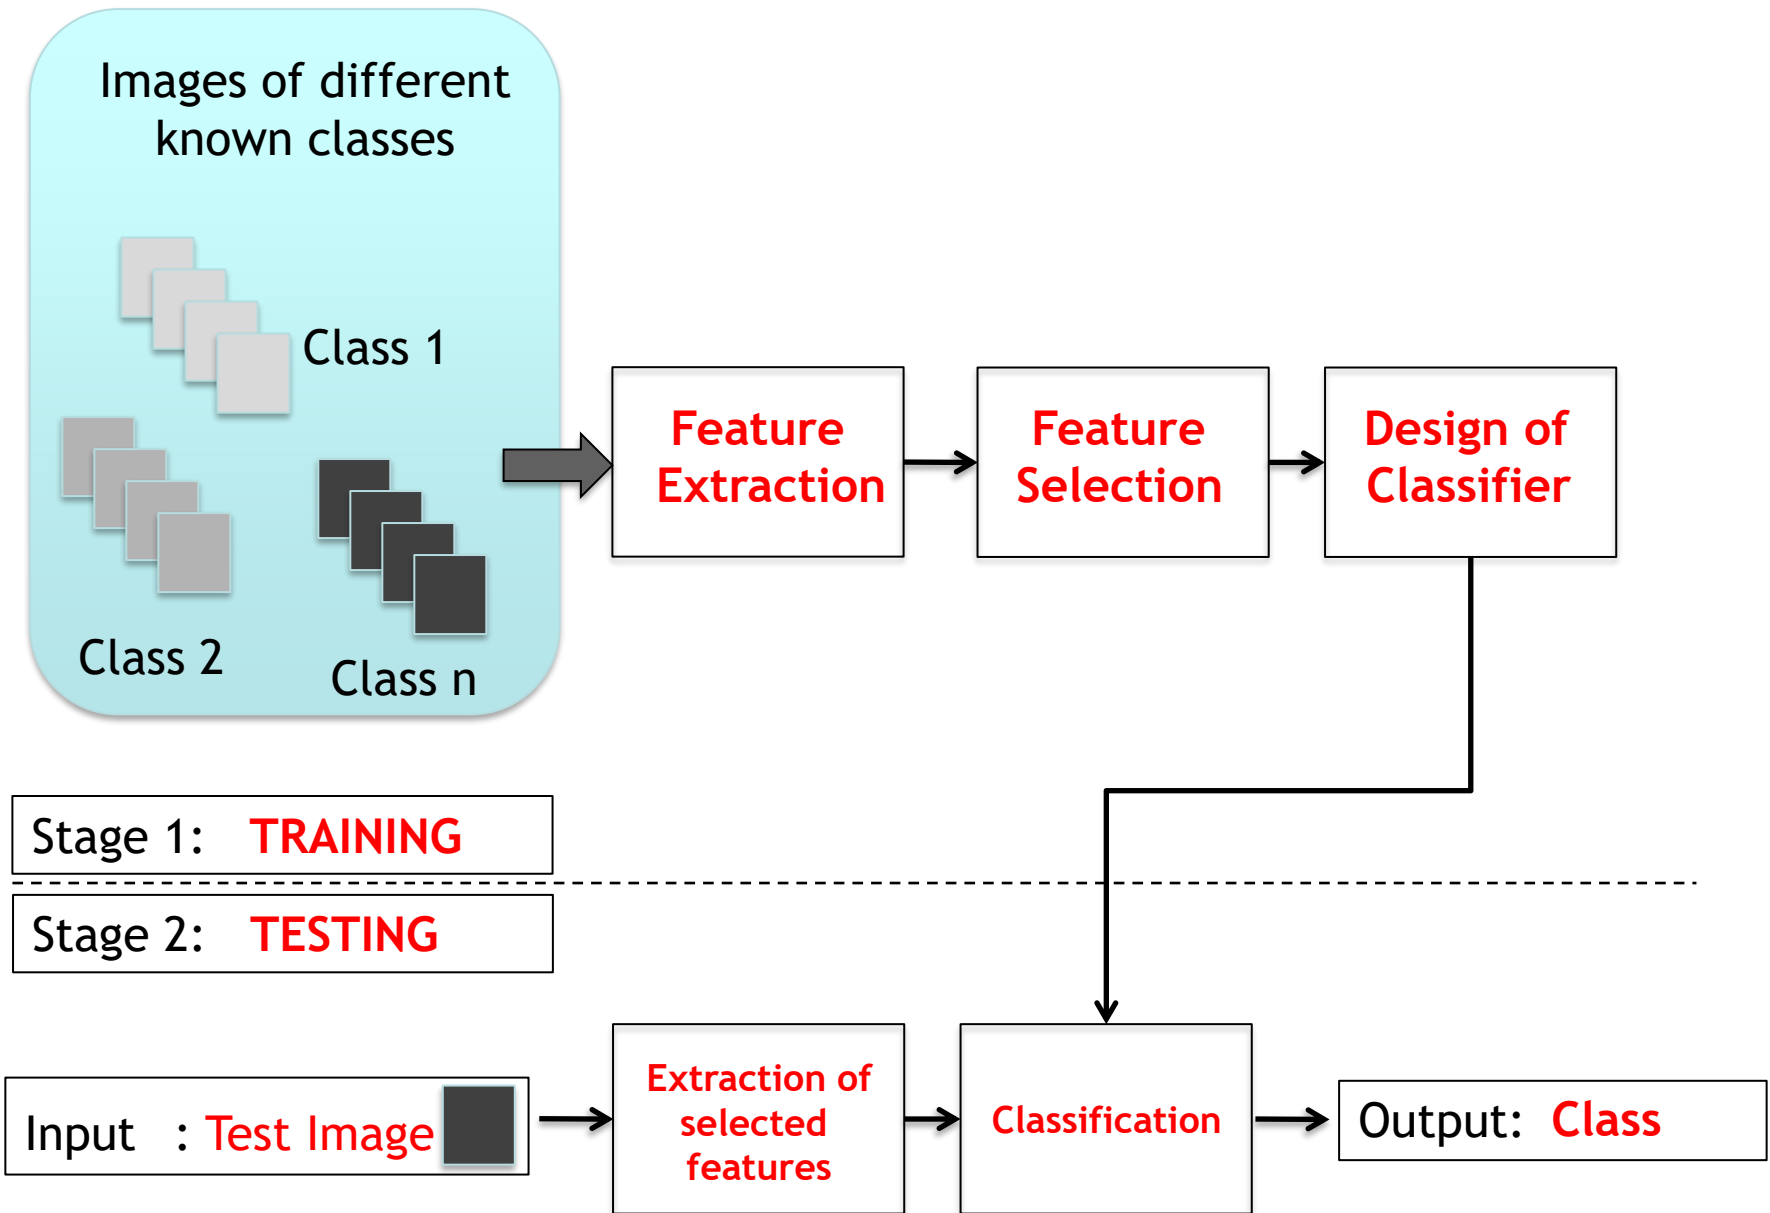 Images of different
known classes
Class 1
Class 2
Class n
Feature
Extraction
Feature
Selection
Design of
Classifier
Stage 1: TRAINING
Stage 2: TESTING
Input : Test Image
Extraction of
selected
features
Classification
Output: Class